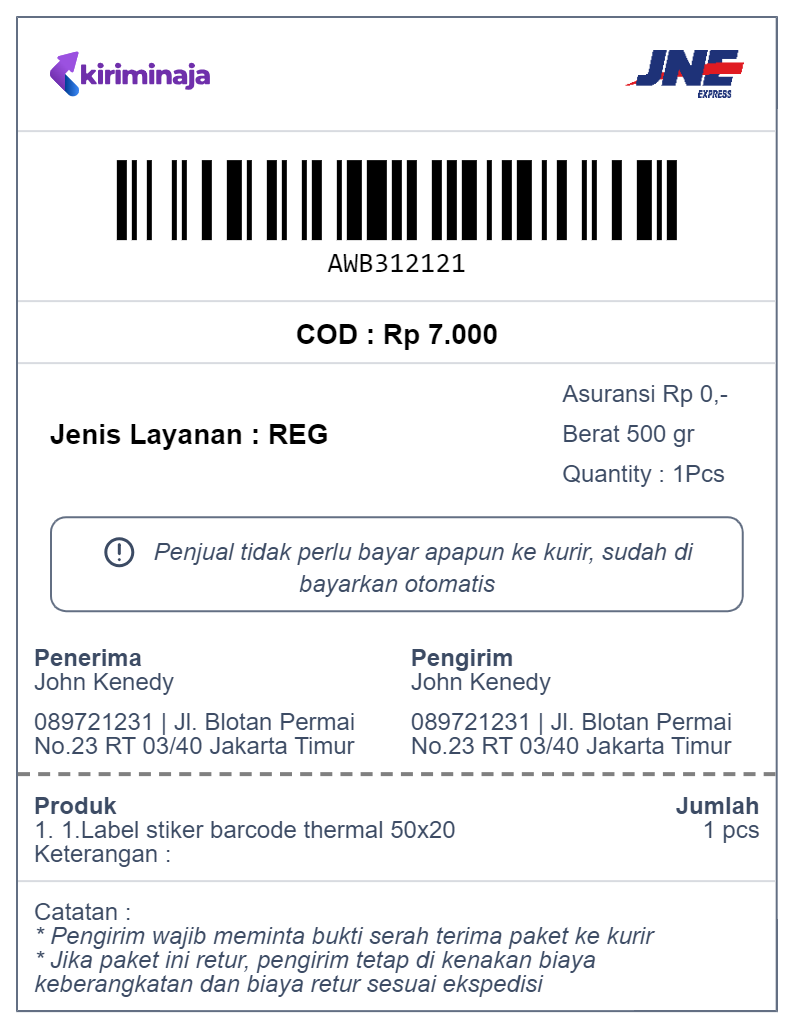 kiriminaja
JNE
EXPRESS
AWB312121
COD : Rp 7.000
Jenis Layanan : REG
Asuransi Rp 0,-
Berat 500 gr
Quantity : 1Pcs
Penjual tidak perlu bayar apapun ke kurir, sudah di
bayarkan otomatis
Penerima
John Kenedy
089721231 | Jl. Blotan Permai
No.23 RT 03/40 Jakarta Timur
Pengirim
John Kenedy
089721231 | Jl. Blotan Permai
No.23 RT 03/40 Jakarta Timur
Produk
Jumlah
1. 1.Label stiker barcode thermal 50x20
1 pcs
Keterangan :
Catatan :
* Pengirim wajib meminta bukti serah terima paket ke kurir
* Jika paket ini retur, pengirim tetap di kenakan biaya
keberangkatan dan biaya retur sesuai ekspedisi